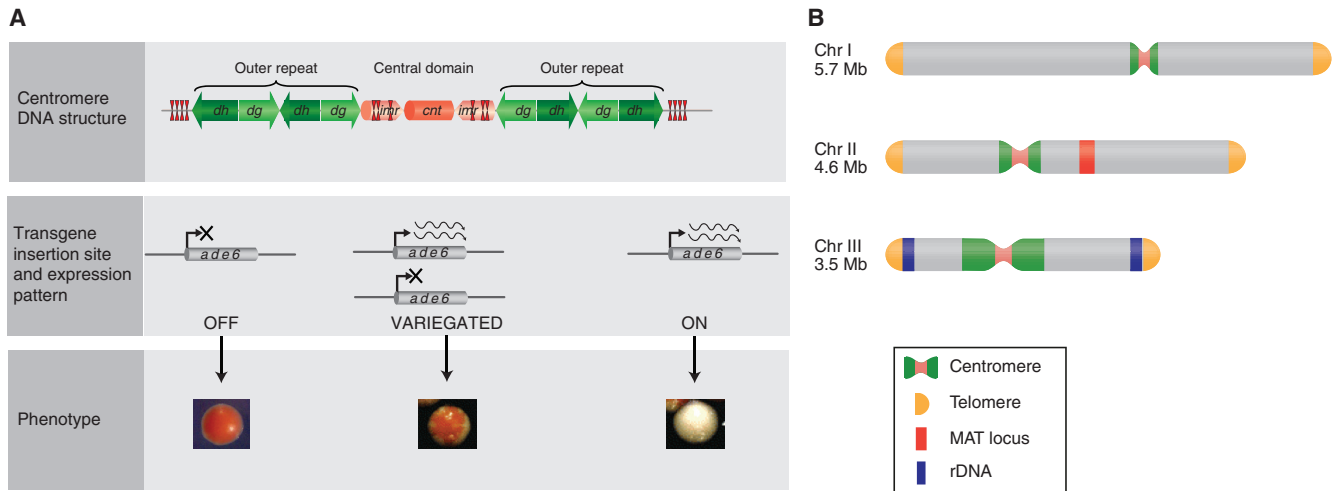 A
Centromere
DNA structure
Outer repeat
Central domain
Outer repeat
dh dg dh dg imr cnt imr dg dh dg dh
Transgene
insertion site
and expression
pattern
ade6
ade6
ade6
ade6
OFF
VARIEGATED
ON
Phenotype
B
Chr I
5.7 Mb
Chr II
4.6 Mb
Chr III
3.5 Mb
Centromere
Telomere
MAT locus
rDNA